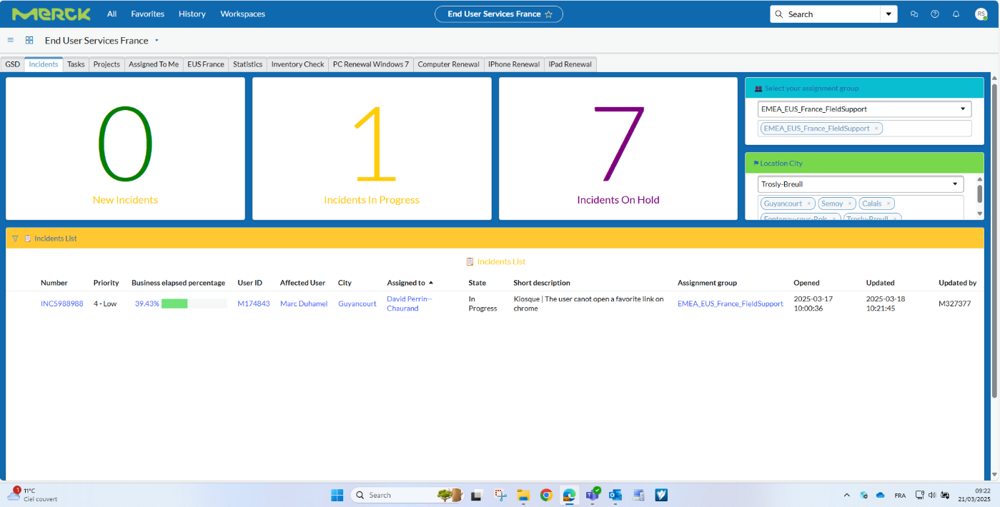 MERCK All Favorites History Workspaces End User Services France Search RS
End User Services France
GSD Incidents Tasks Projects Assigned To Me EUS France Statistics Inventory Check PC Renewal Windows 7 Computer Renewal IPhone Renewal IPad Renewal
0
New Incidents
1
Incidents In Progress
7
Incidents On Hold
Select your assignment group
EMEA_EUS_France_FieldSupport
EMEA_EUS_France_FieldSupport ×
Location City
Trosly-Breuil
Guyancourt × Semoy × Calais ×
Fontenay-sous-Bois × Trosly-Breuil ×
Incidents List
Incidents List
Number Priority Business elapsed percentage User ID Affected User City Assigned to State Short description Assignment group Opened Updated Updated by
INC5988988 4 - Low 39.43% M174843 Marc Duhamel Guyancourt David Perrin-- In Kiosque | The user canot open a favorite link on EMEA_EUS_France_FieldSupport 2025-03-17 2025-03-18 M327377
Chaurand Progress chrome 10:00:36 10:21:45
1 11°C
Ciel couvert
Search
FRA
09:22
21/03/2025